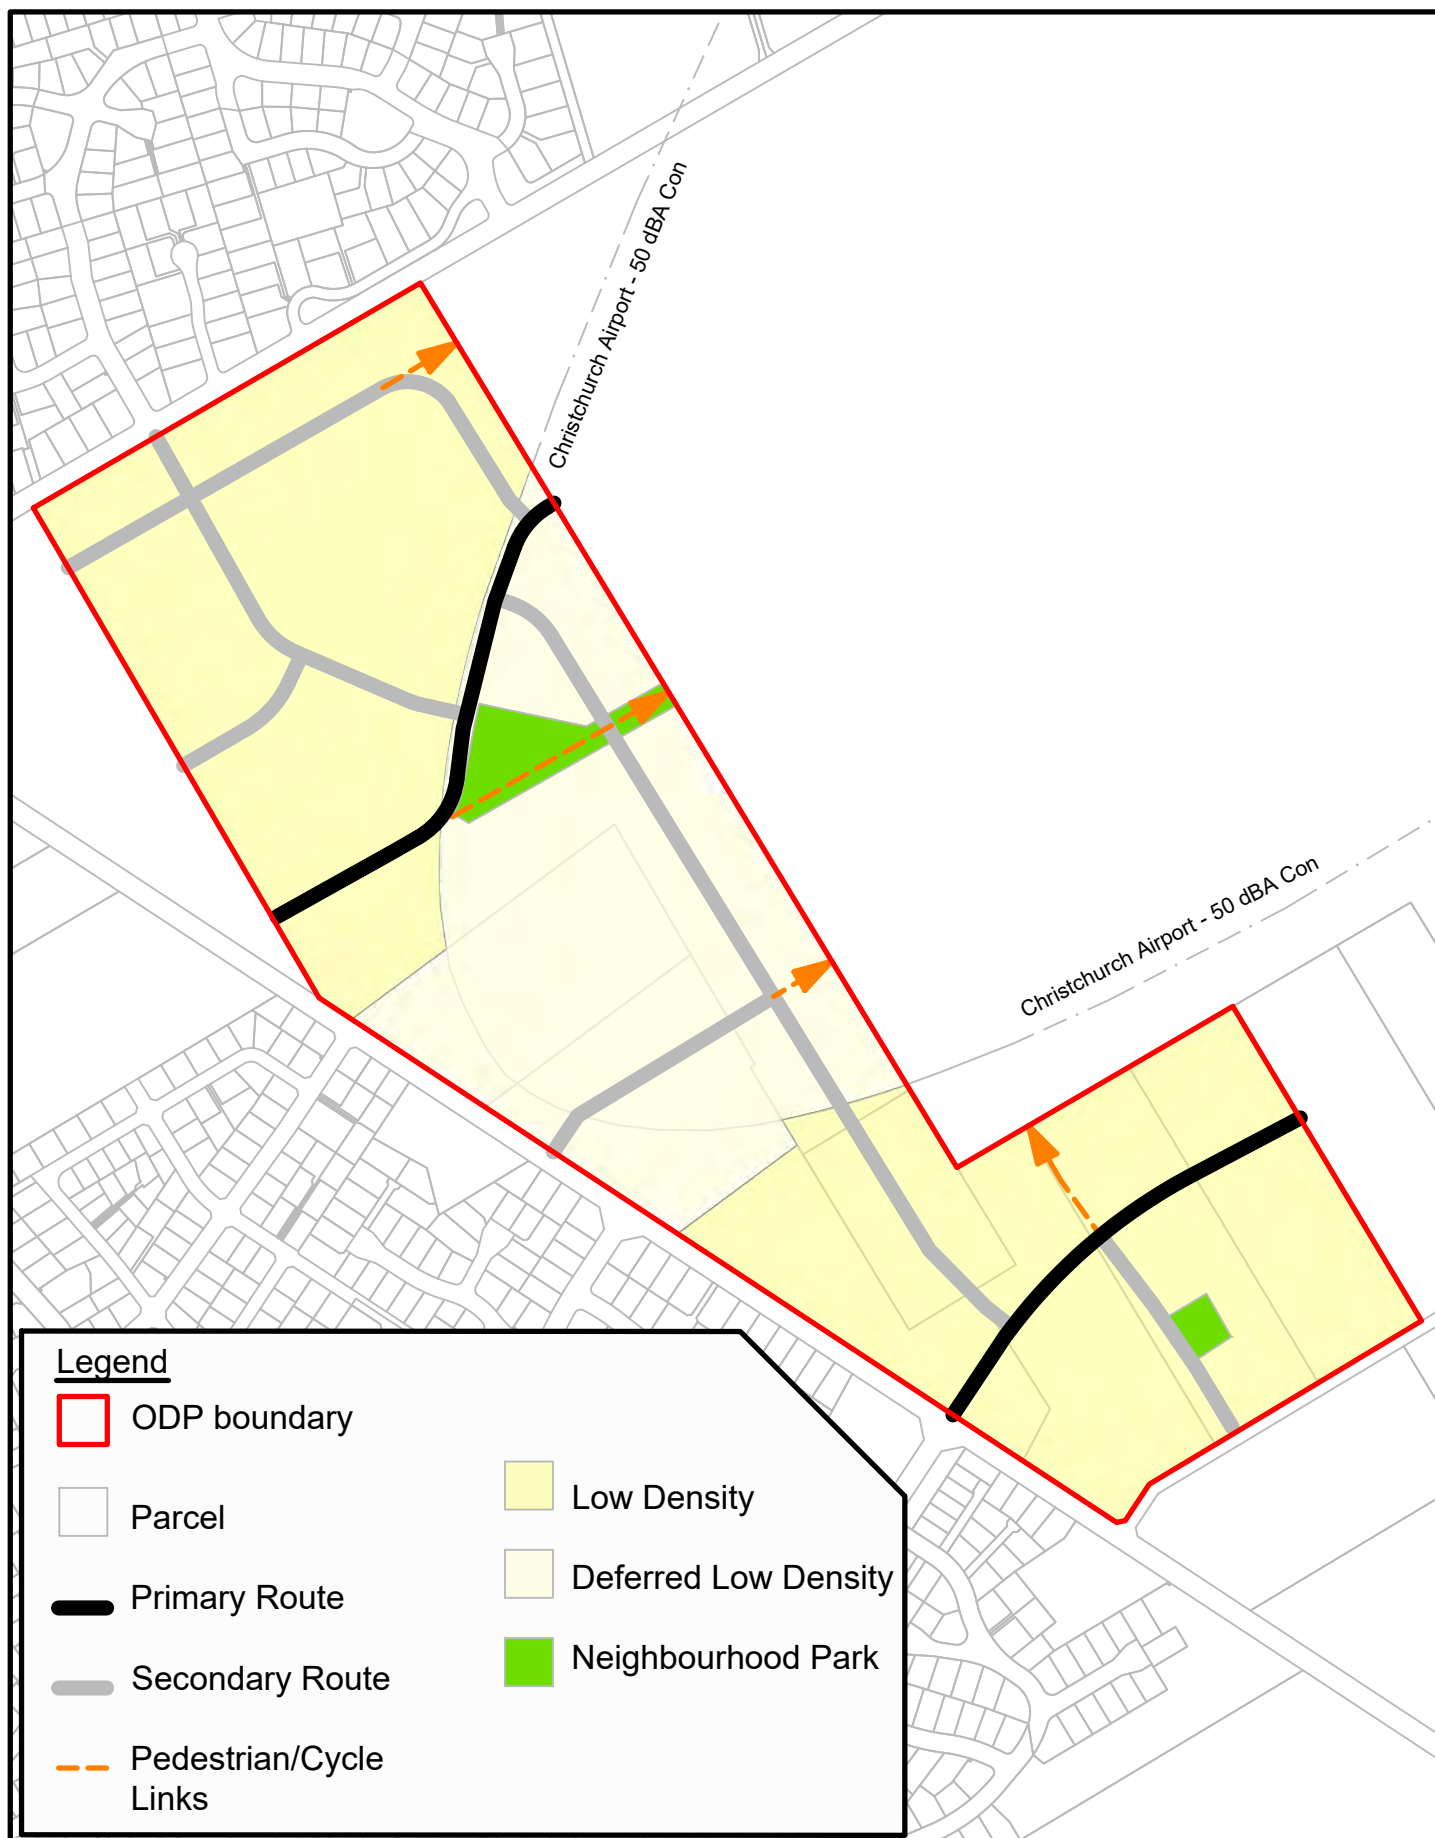 Christchurch Airport - 50 dBA Con
Christchurch Airport - 50 dBA Con
Legend
ODP boundary
Parcel
Primary Route
Secondary Route
Pedestrian/Cycle
Links
Low Density
Deferred Low Density
Neighbourhood Park